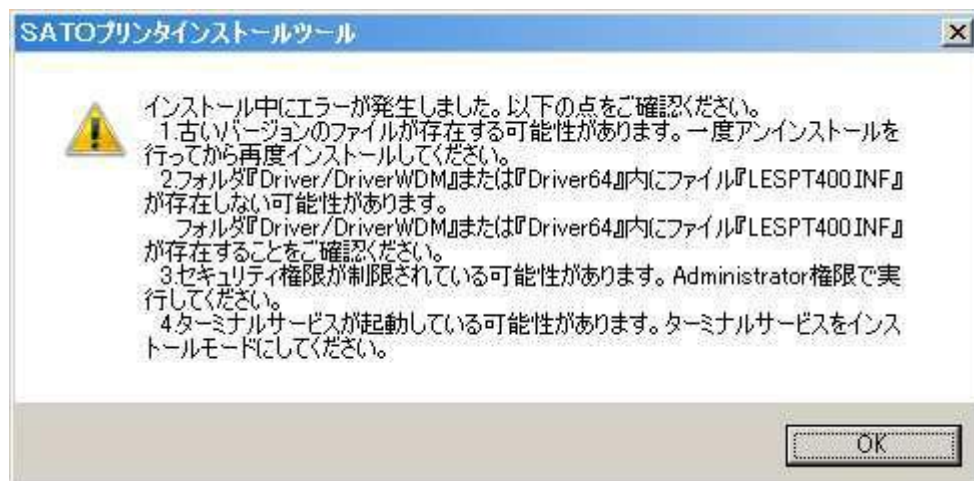 SATOプリンタインストールツール
インストール中にエラーが発生しました。以下の点をご確認ください。
1.古いバージョンのファイルが存在する可能性があります。一度アンインストールを
行ってから再度インストールしてください。
2.フォルダ『Driver/DriverWDM』または『Driver64』内にファイル『LESPT400.INF』
が存在しない可能性があります。
フォルダ『Driver/DriverWDM』または『Driver64』内にファイル『LESPT400.INF』
が存在することをご確認ください。
3.セキュリティ権限が制限されている可能性があります。Administrator権限で実
行してください。
4.ターミナルサービスが起動している可能性があります。ターミナルサービスをインス
トールモードにしてください。
OK